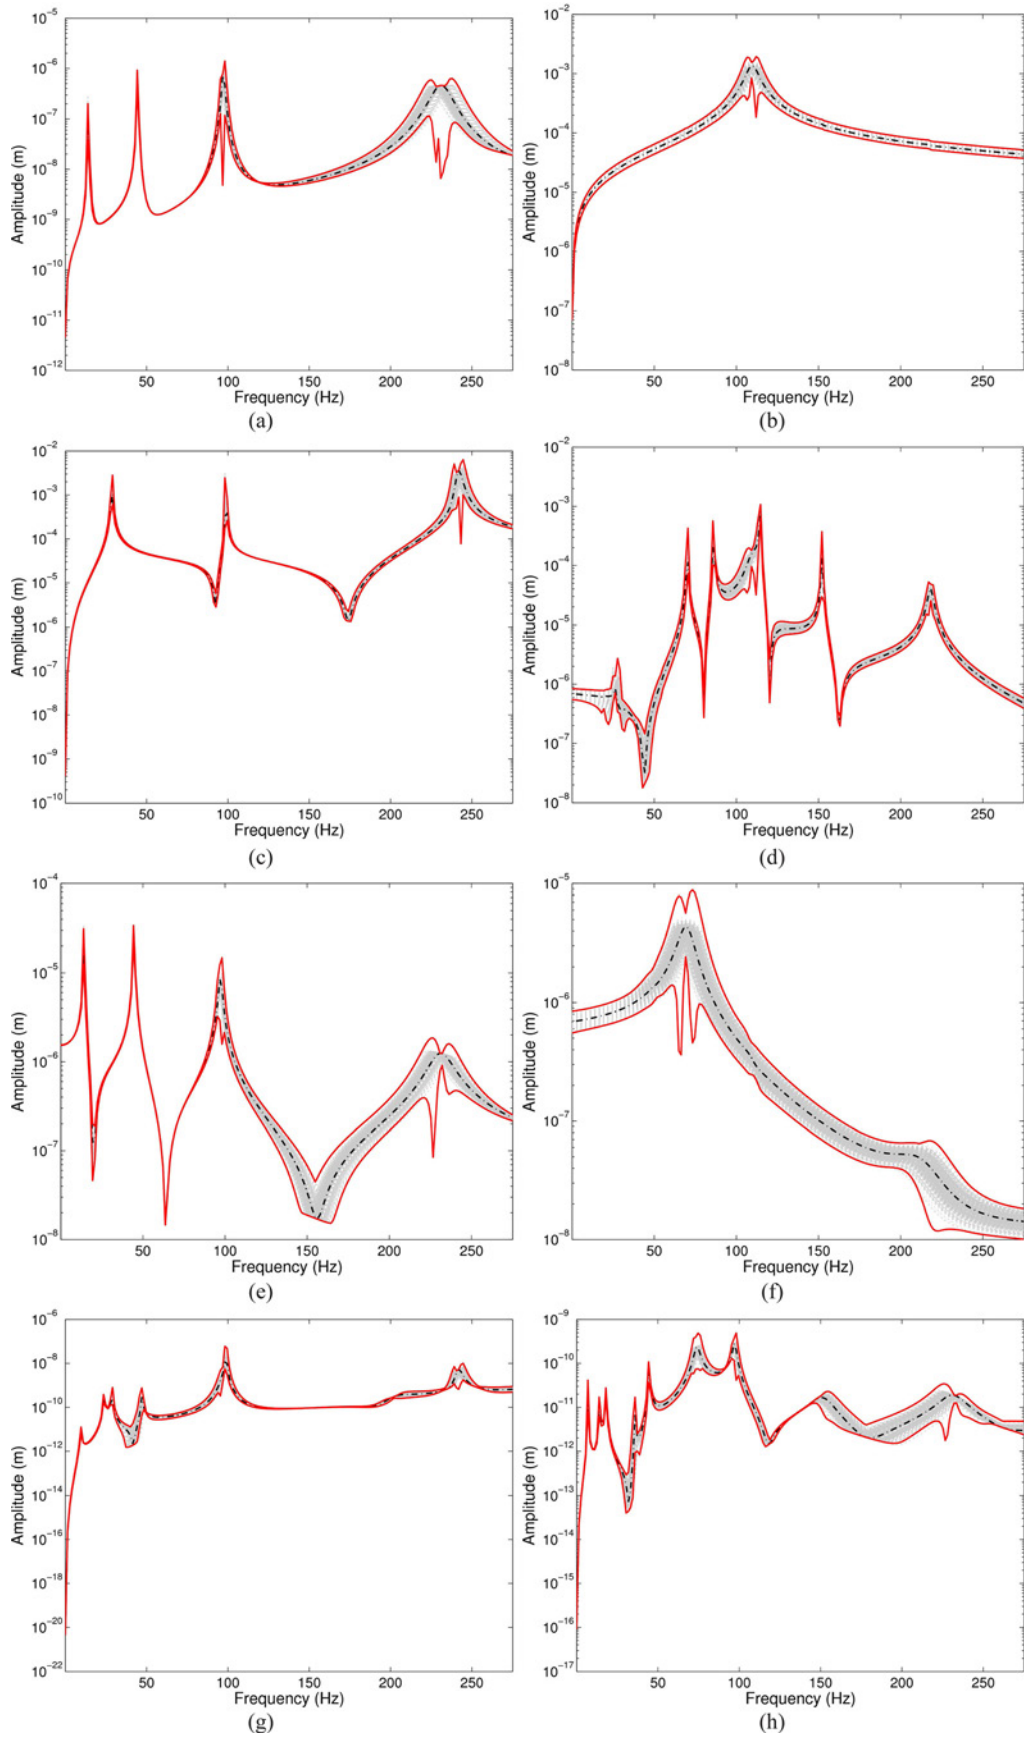 10−5 10−6 10−7 10−8 10−9 10−10 10−11 10−12
Amplitude (m)
50 100 150 200 250
Frequency (Hz)
(a)
10−2 10−3 10−4 10−5 10−6 10−7 10−8
Amplitude (m)
50 100 150 200 250
Frequency (Hz)
(b)
10−2 10−3 10−4 10−5 10−6 10−7 10−8 10−9 10−10
Amplitude (m)
50 100 150 200 250
Frequency (Hz)
(c)
10−2 10−3 10−4 10−5 10−6 10−7 10−8
Amplitude (m)
50 100 150 200 250
Frequency (Hz)
(d)
10−4 10−5 10−6 10−7 10−8
Amplitude (m)
50 100 150 200 250
Frequency (Hz)
(e)
10−5 10−6 10−7 10−8
Amplitude (m)
50 100 150 200 250
Frequency (Hz)
(f)
10−6 10−8 10−10 10−12 10−14 10−16 10−18 10−20 10−22
Amplitude (m)
50 100 150 200 250
Frequency (Hz)
(g)
10−9 10−10 10−11 10−12 10−13 10−14 10−15 10−16 10−17
Amplitude (m)
50 100 150 200 250
Frequency (Hz)
(h)